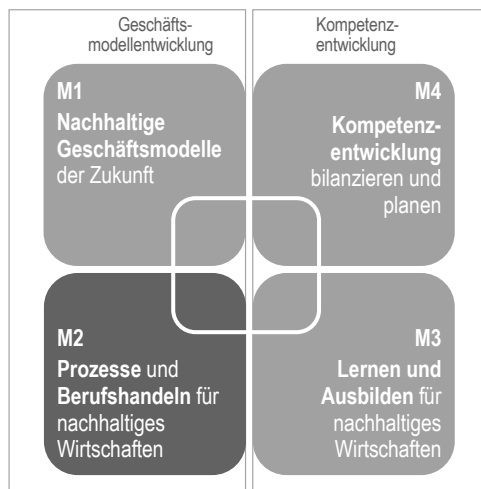 Geschäfts-
modellentwicklung
Kompetenz-
entwicklung
M1
Nachhaltige
Geschäftsmodelle
der Zukunft
M4
Kompetenz-
entwicklung
bilanzieren und
planen
M2
Prozesse und
Berufshandeln für
nachhaltiges
Wirtschaften
M3
Lernen und
Ausbilden für
nachhaltiges
Wirtschaften